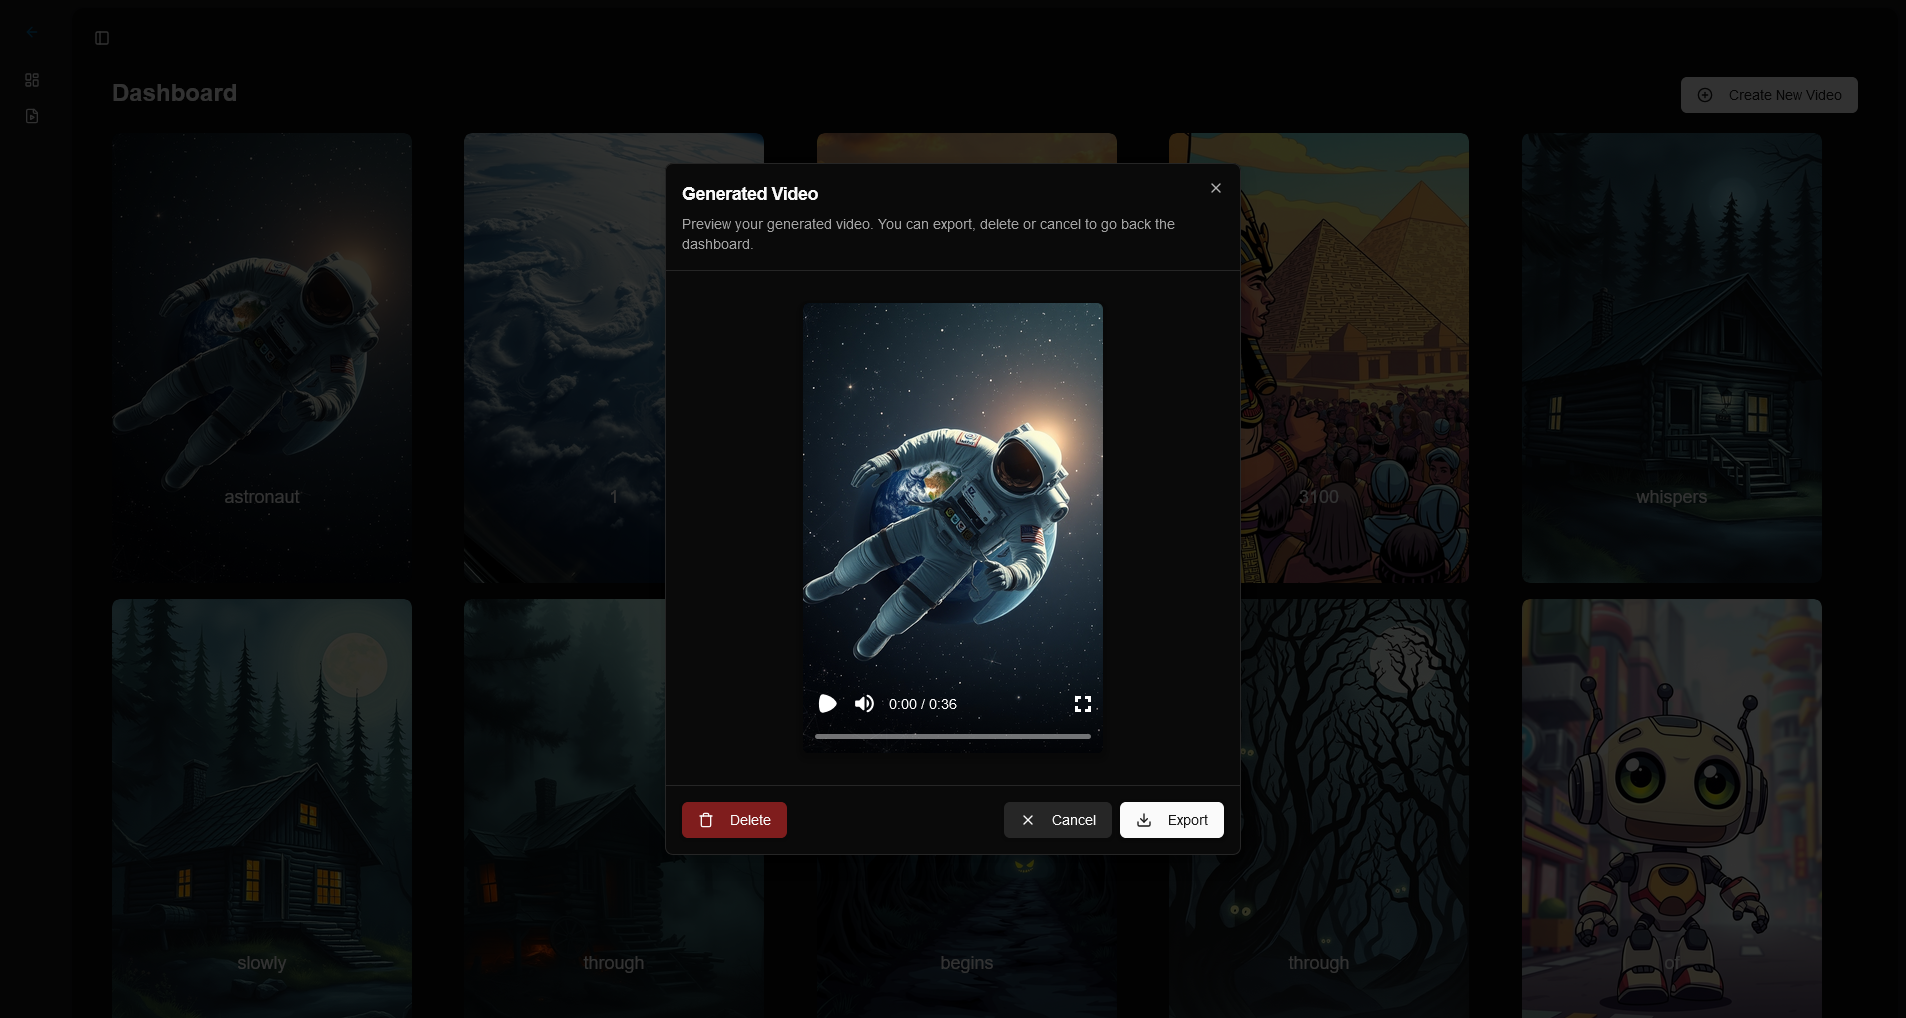 Dashboard
Create New Video
Generated Video
Preview your generated video. You can export, delete or cancel to go back the
dashboard.
astronaut
1
3100
whispers
0:00 / 0:36
Delete
Cancel
Export
slowly
through
begins
through
of